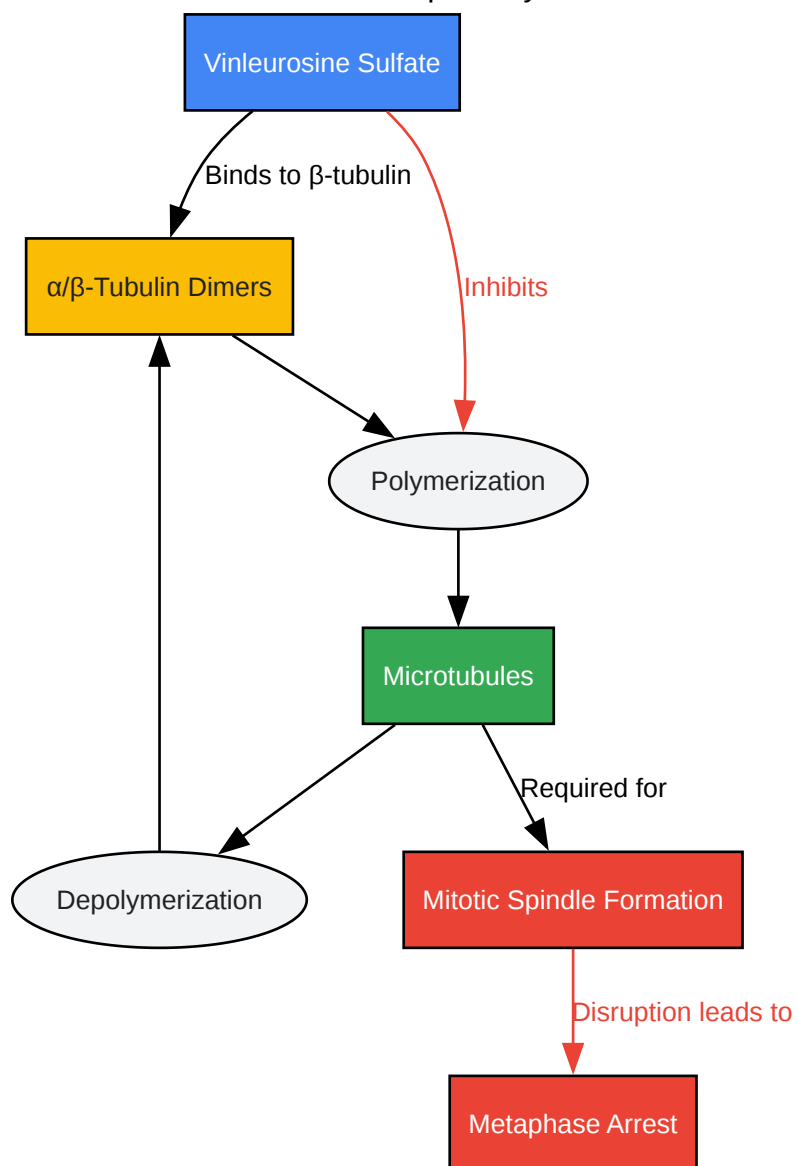 Vinleurosine Sulfate
Binds to β-tubulin
α/β-Tubulin Dimers
Inhibits
Polymerization
Microtubules
Required for
Depolymerization
Mitotic Spindle Formation
Disruption leads to
Metaphase Arrest